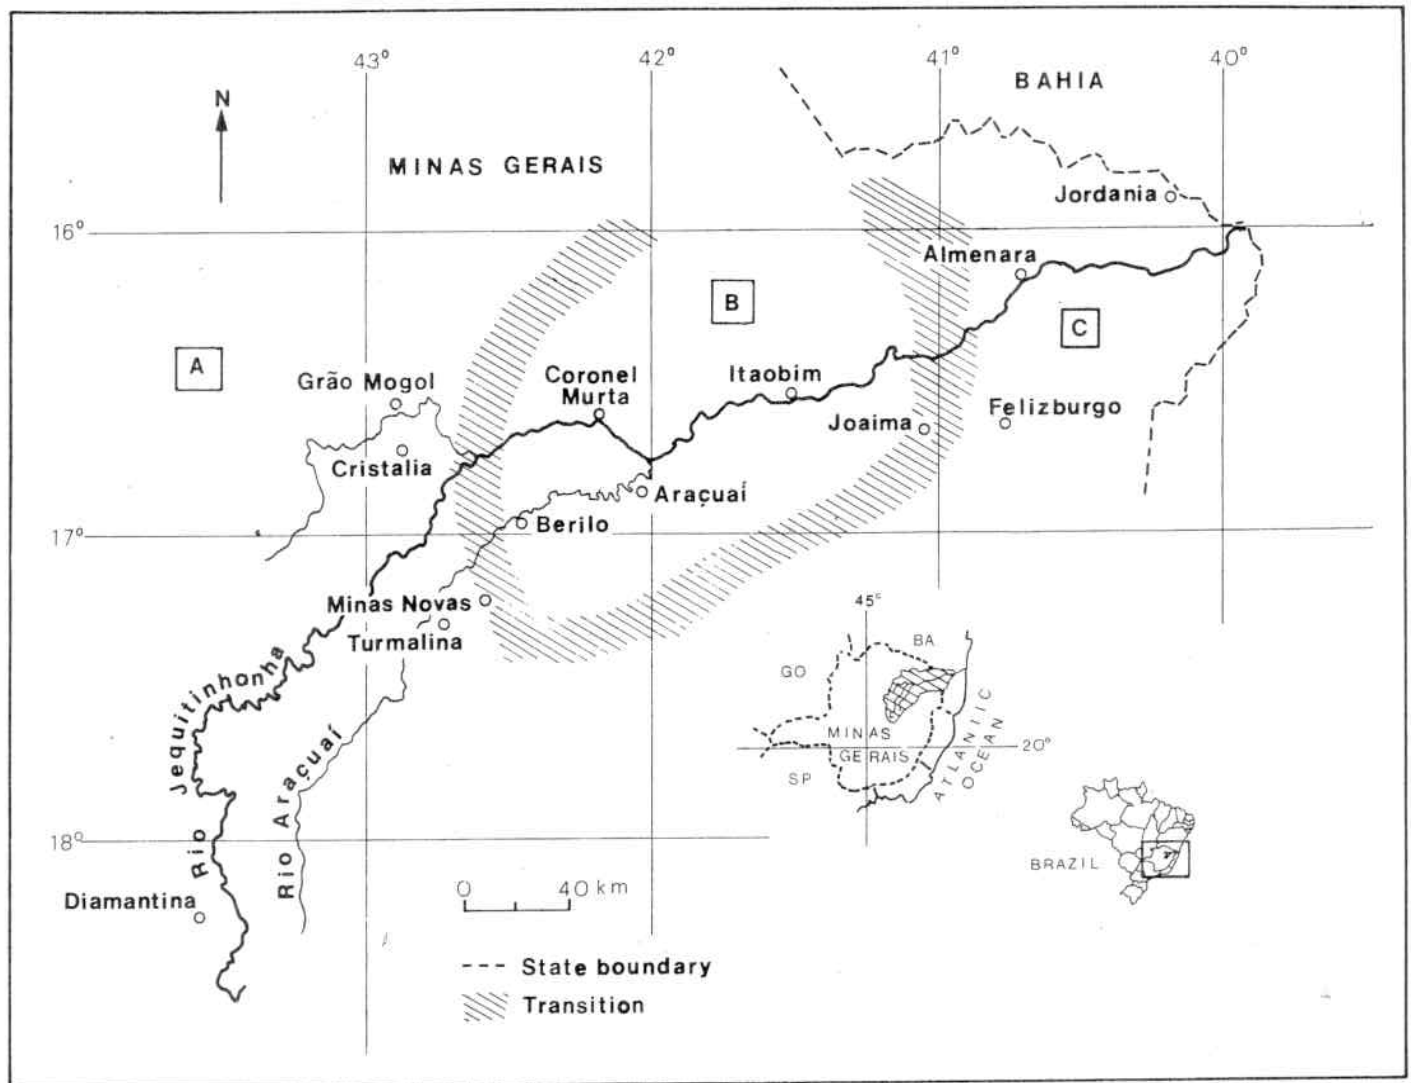 43°
42°
41°
40°
N
BAHIA
MINAS GERAIS
Jordania
16°
Almenara
B
C
A
Grão Mogol
Coronel
Murta
Itaobim
Joaima
Felizburgo
Cristalia
Araçuaí
Berilo
17°
Minas Novas
Turmalina
45°
BA
GO
Rio Jequitinhonha
Rio Araçuaí
MINAS
GERAIS
20°
SP
ATLANTIC
OCEAN
18°
BRAZIL
Diamantina
0 40 km
State boundary
Transition